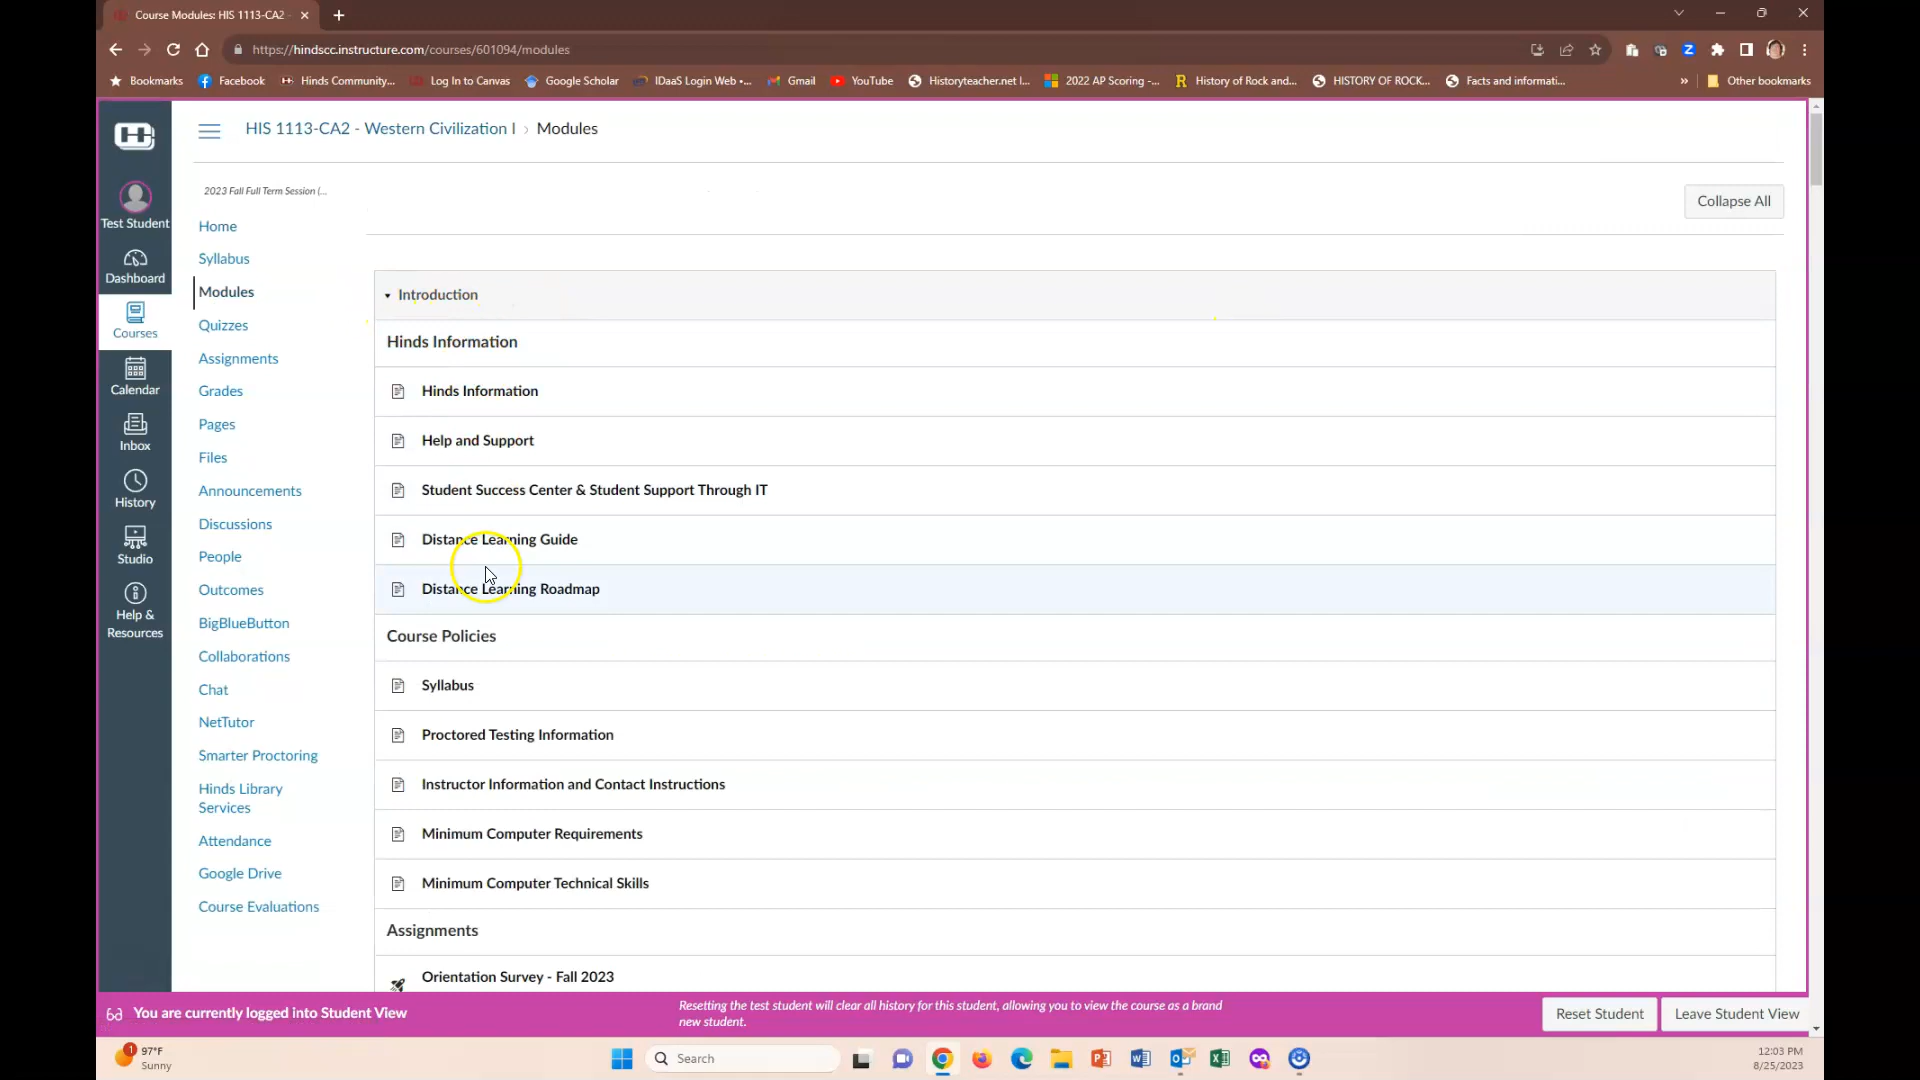 Course Modules: HIS 1113-CA2
https://hindscc.instructure.com/courses/601094/modules
Bookmarks
Facebook
Hinds Community...
Log In to Canvas
Google Scholar
IDaaS Login Web •...
Gmail
YouTube
Historyteacher.net I...
2022 AP Scoring -...
History of Rock and...
HISTORY OF ROCK...
Facts and informati...
»
Other bookmarks
HIS 1113-CA2 - Western Civilization I › Modules
2023 Fall Full Term Session (...
Collapse All
Test Student
Dashboard
Courses
Calendar
Inbox
History
Studio
Help &
Resources
Home
Syllabus
Modules
Quizzes
Assignments
Grades
Pages
Files
Announcements
Discussions
People
Outcomes
BigBlueButton
Collaborations
Chat
NetTutor
Smarter Proctoring
Hinds Library
Services
Attendance
Google Drive
Course Evaluations
Introduction
Hinds Information
Hinds Information
Help and Support
Student Success Center & Student Support Through IT
Distance Learning Guide
Distance Learning Roadmap
Course Policies
Syllabus
Proctored Testing Information
Instructor Information and Contact Instructions
Minimum Computer Requirements
Minimum Computer Technical Skills
Assignments
Orientation Survey - Fall 2023
You are currently logged into Student View
Resetting the test student will clear all history for this student, allowing you to view the course as a brand
new student.
Reset Student
Leave Student View
1
97°F
Sunny
Search
12:03 PM
8/25/2023